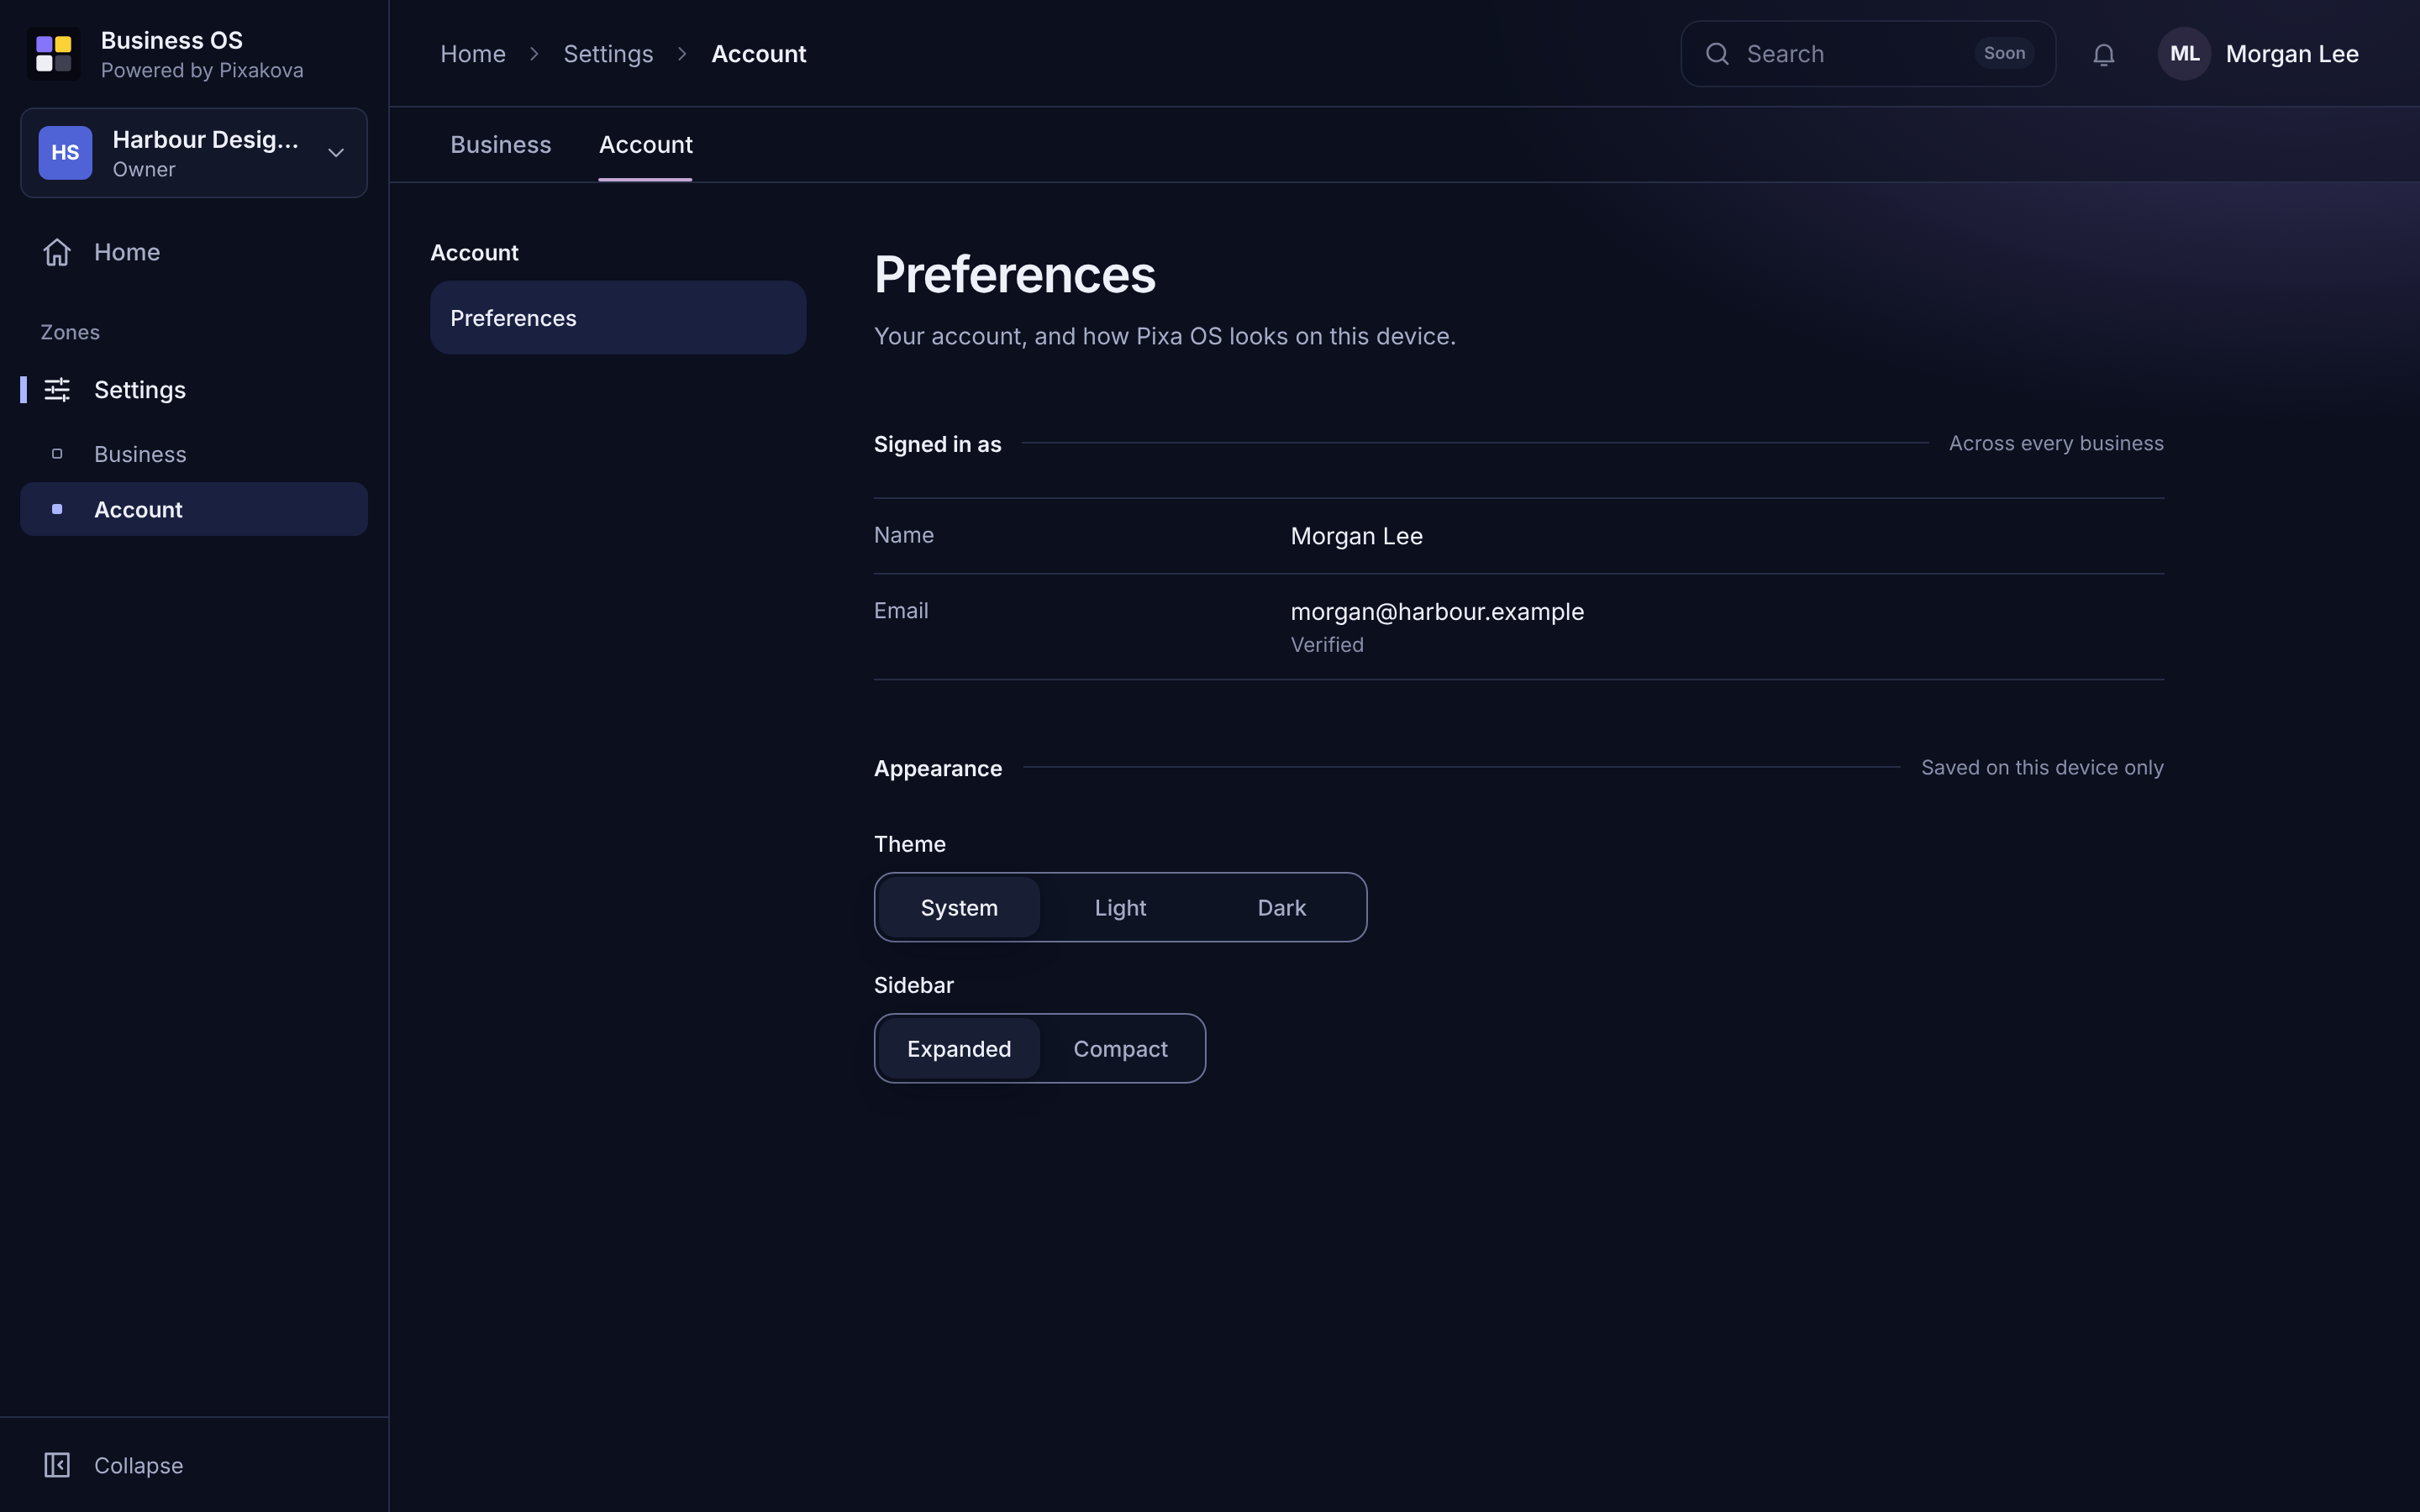 Business OS
Powered by Pixakova
HS
Harbour Desig...
Owner
Home
Zones
Settings
Business
Account
Collapse
Home
Settings
Account
Search
Soon
ML
Morgan Lee
Business
Account
Account
Preferences
Preferences
Your account, and how Pixa OS looks on this device.
Signed in as
Across every business
Name
Morgan Lee
Email
morgan@harbour.example
Verified
Appearance
Saved on this device only
Theme
System
Light
Dark
Sidebar
Expanded
Compact